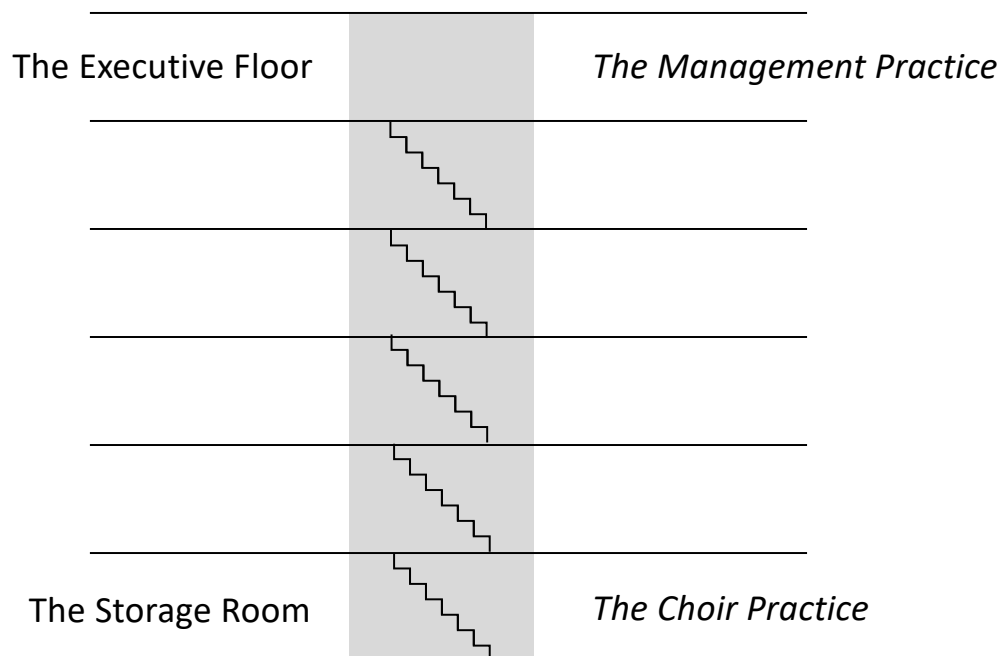 The Executive Floor
The Management Practice
The Storage Room
The Choir Practice